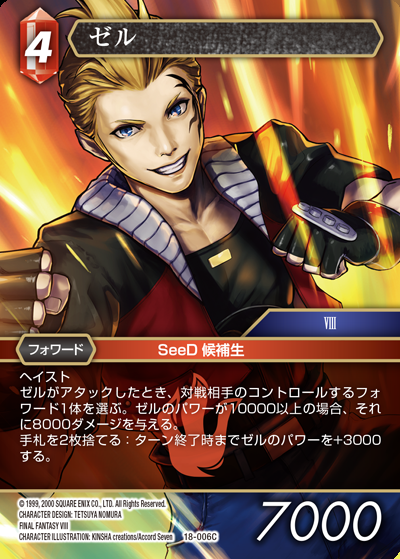 4
ゼル
VIII
フォワード
SeeD候補生
ヘイスト
ゼルがアタックしたとき、対戦相手のコントロールするフォ
ワード1体を選ぶ。ゼルのパワーが10000以上の場合、それ
に8000ダメージを与える。
手札を2枚捨てる：ターン終了時までゼルのパワーを+3000
する。
© 1999, 2000 SQUARE ENIX CO., LTD. All Rights Reserved.
CHARACTER DESIGN: TETSUYA NOMURA
FINAL FANTASY VIII
CHARACTER ILLUSTRATION: KINSHA creations/Accord Seven
18-006C
7000